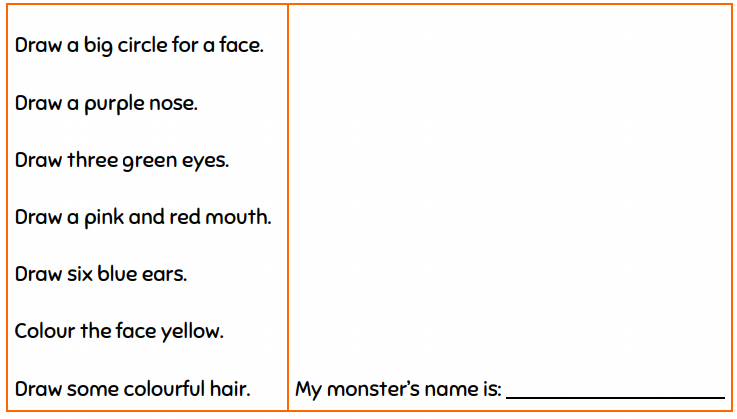 Draw a big circle for a face.
Draw a purple nose.
Draw three green eyes.
Draw a pink and red mouth.
Draw six blue ears.
Colour the face yellow.
Draw some colourful hair.
My monster's name is: